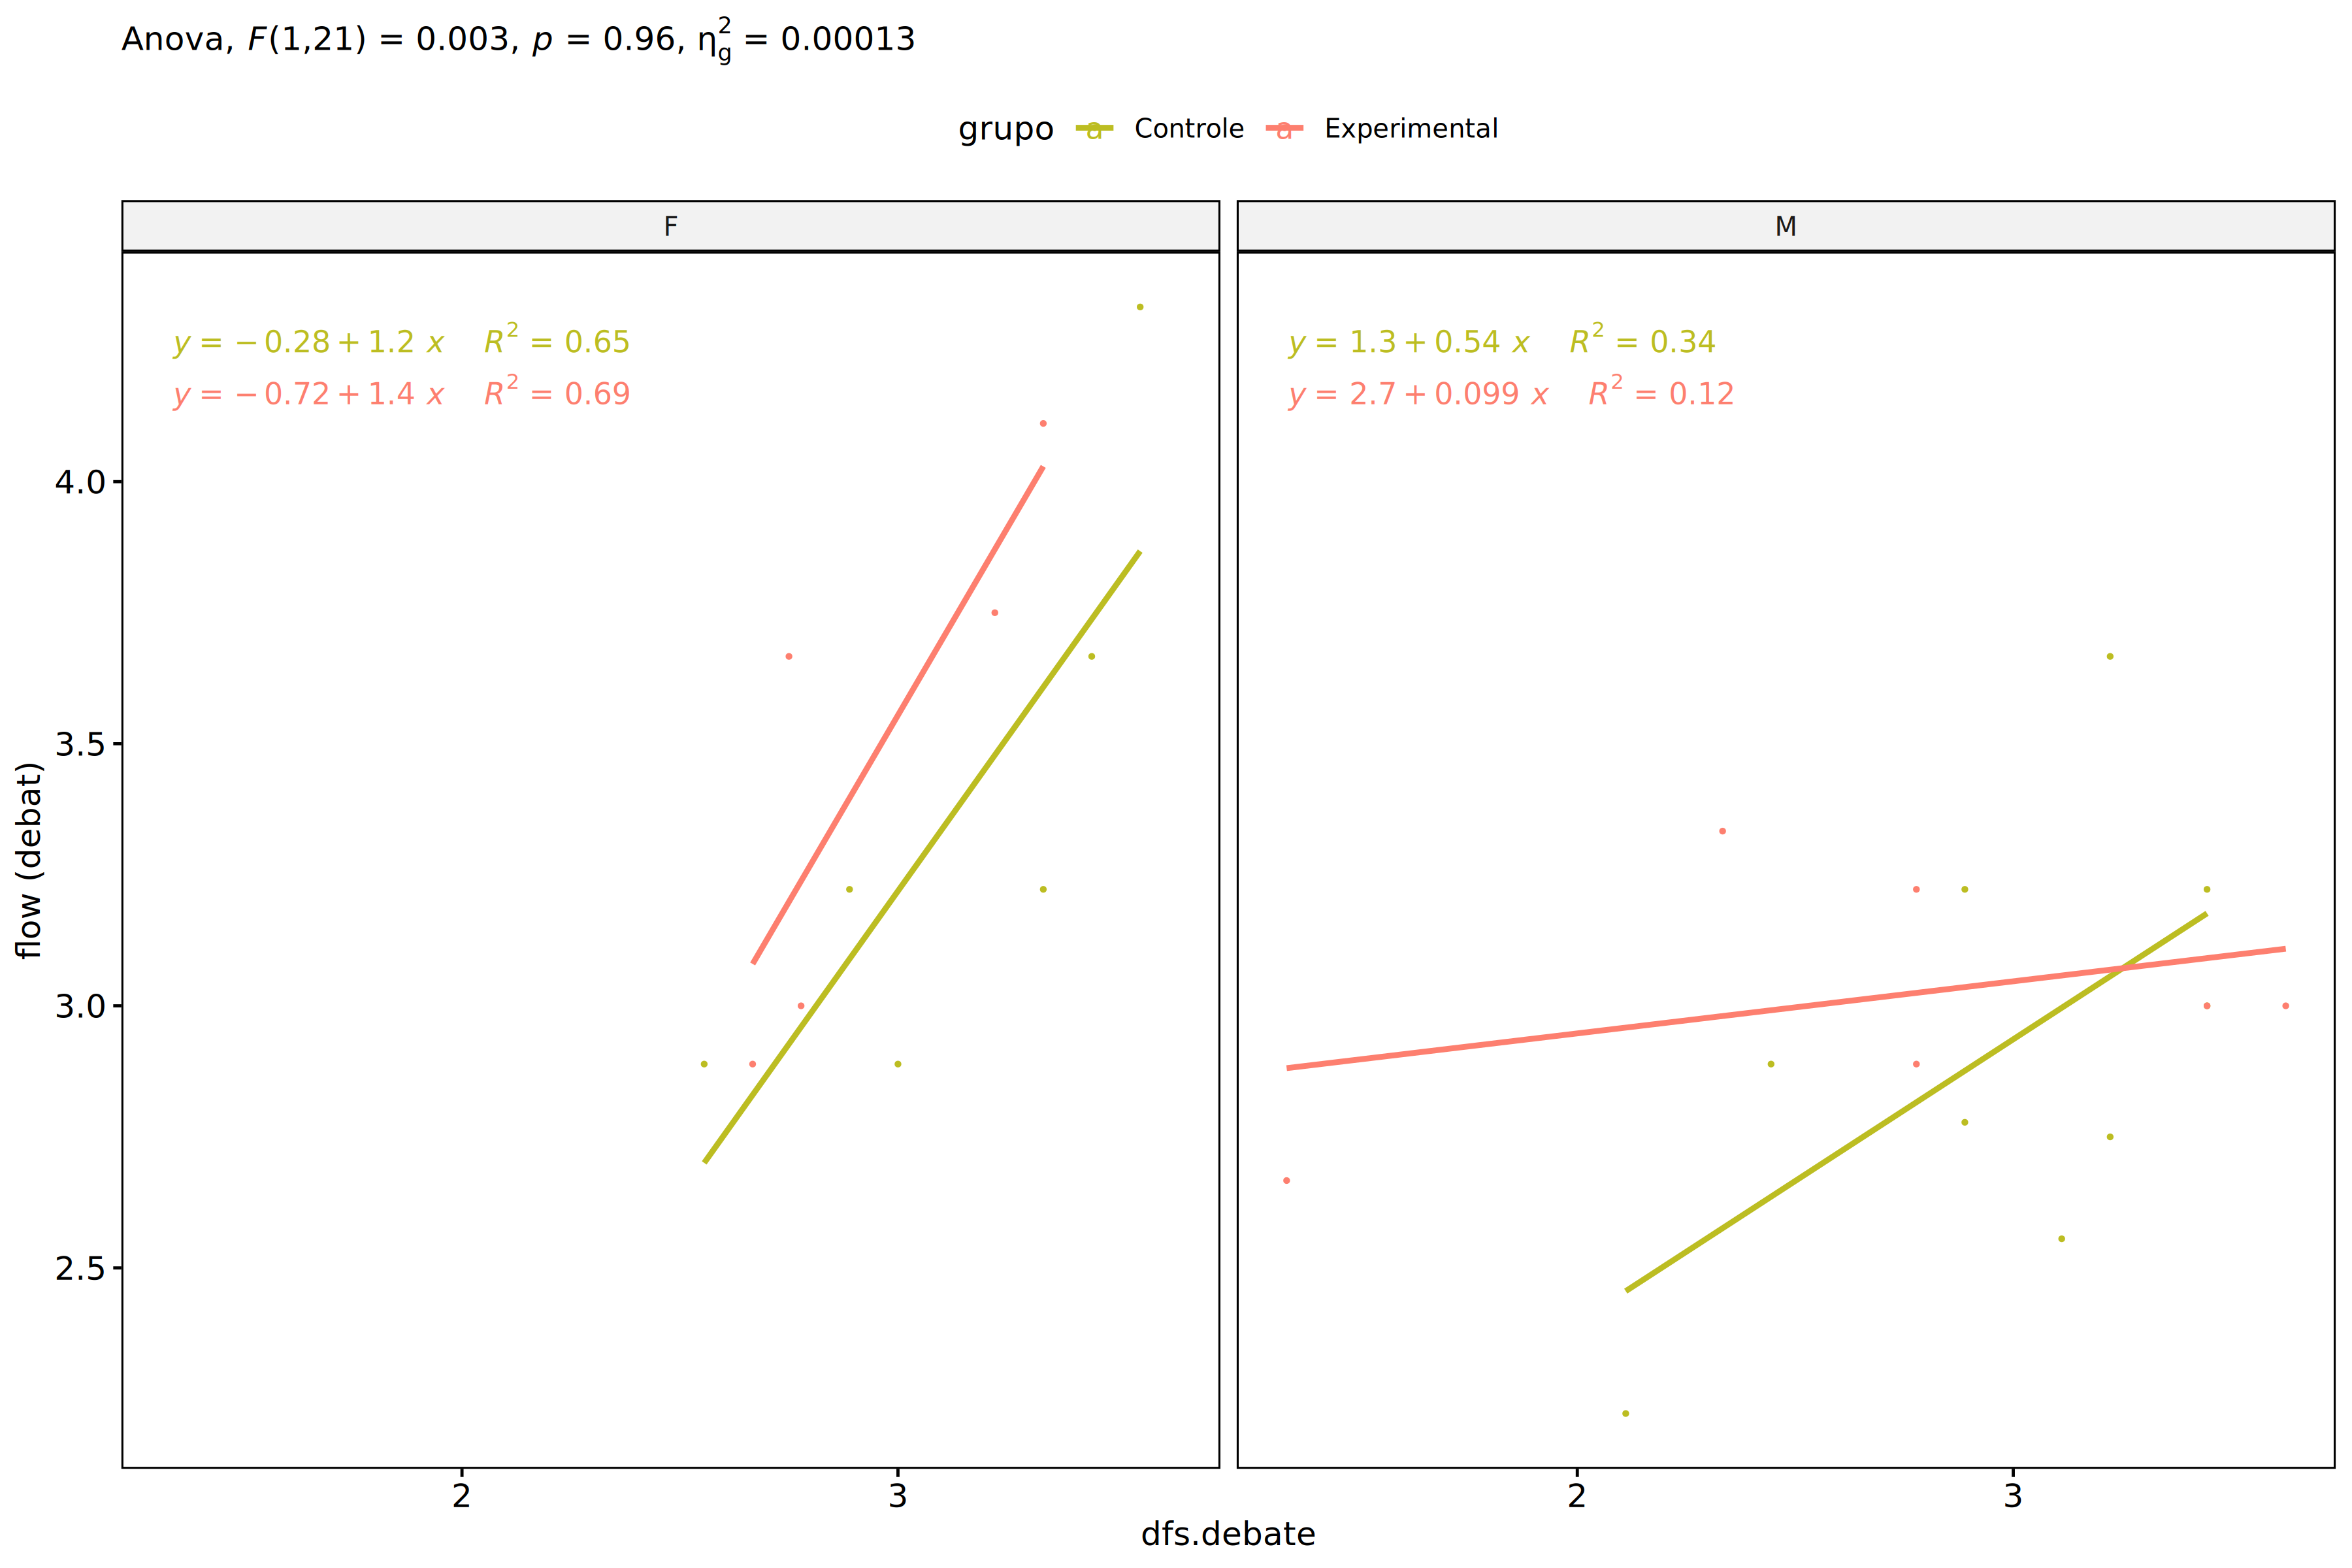 Anova, F(1,21) = 0.003, p = 0.96, η²g = 0.00013
grupo a Controle a Experimental
F
M
y = − 0.28 + 1.2 x R² = 0.65
y = − 0.72 + 1.4 x R² = 0.69
y = 1.3 + 0.54 x R² = 0.34
y = 2.7 + 0.099 x R² = 0.12
flow (debat)
4.0
3.5
3.0
2.5
2 3
2 3
dfs.debate